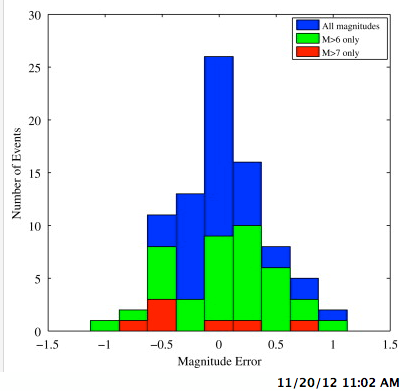 30
All magnitudes
M>6 only
M>7 only
25
20
15
10
5
0
Number of Events
−1.5 −1 −0.5 0 0.5 1 1.5
Magnitude Error
11/20/12 11:02 AM